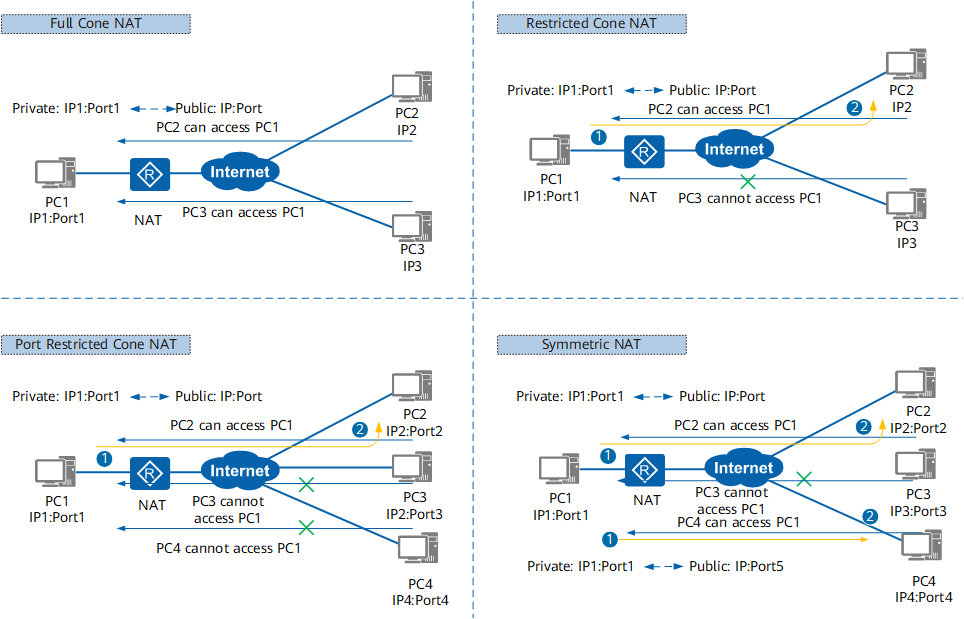 Full Cone NAT
Private: IP1:Port1
Public: IP:Port
PC2 can access PC1
PC2
IP2
PC1
IP1:Port1
R
NAT
Internet
PC3 can access PC1
PC3
IP3
Restricted Cone NAT
Private: IP1:Port1
Public: IP:Port
PC2 can access PC1
2
PC2
IP2
1
PC1
IP1:Port1
R
NAT
Internet
PC3 cannot access PC1
PC3
IP3
Port Restricted Cone NAT
Private: IP1:Port1
Public: IP:Port
PC2 can access PC1
2
PC2
IP2:Port2
1
PC1
IP1:Port1
R
NAT
Internet
PC3 cannot
access PC1
PC3
IP2:Port3
PC4 cannot access PC1
PC4
IP4:Port4
Symmetric NAT
Private: IP1:Port1
Public: IP:Port
PC2 can access PC1
2
PC2
IP2:Port2
1
PC1
IP1:Port1
R
NAT
Internet
PC3 cannot
access PC1
PC3
IP3:Port3
PC4 can access PC1
2
1
Private: IP1:Port1
Public: IP:Port5
PC4
IP4:Port4